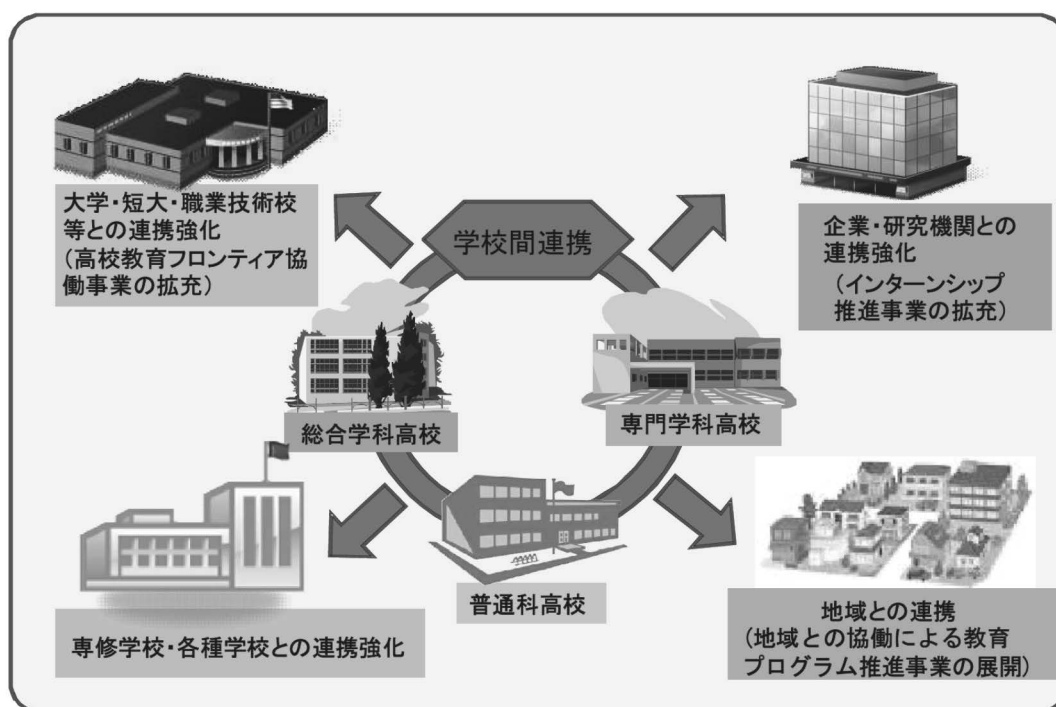 大学・短大・職業技術校
等との連携強化
(高校教育フロンティア協
働事業の拡充)
企業・研究機関との
連携強化
(インターンシップ
推進事業の拡充)
学校間連携
総合学科高校
専門学科高校
普通科高校
専修学校・各種学校との連携強化
地域との連携
(地域との協働による教育
プログラム推進事業の展開)